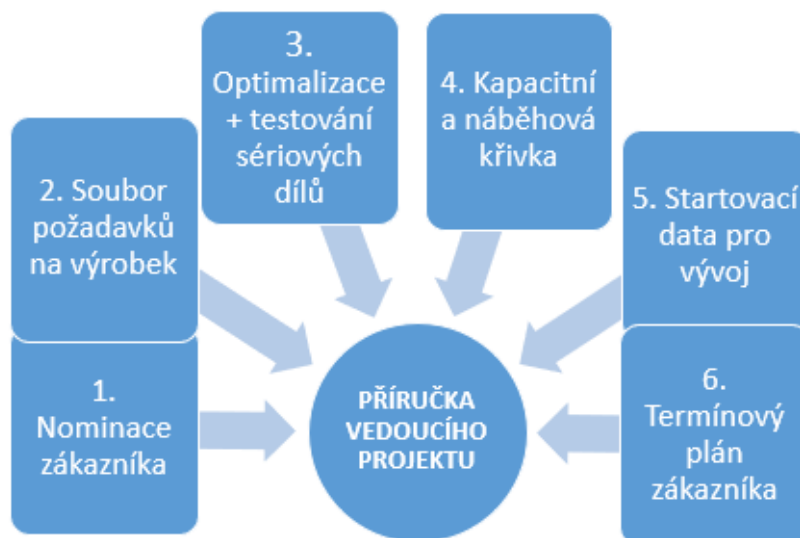 1.
Nominace
zákazníka
2. Soubor
požadavků
na výrobek
3.
Optimalizace
+ testování
sériových
dílů
4. Kapacitní
a náběhová
křivka
5. Startovací
data pro
vývoj
6.
Termínový
plán
zákazníka
PŘÍRUČKA
VEDOUCÍHO
PROJEKTU